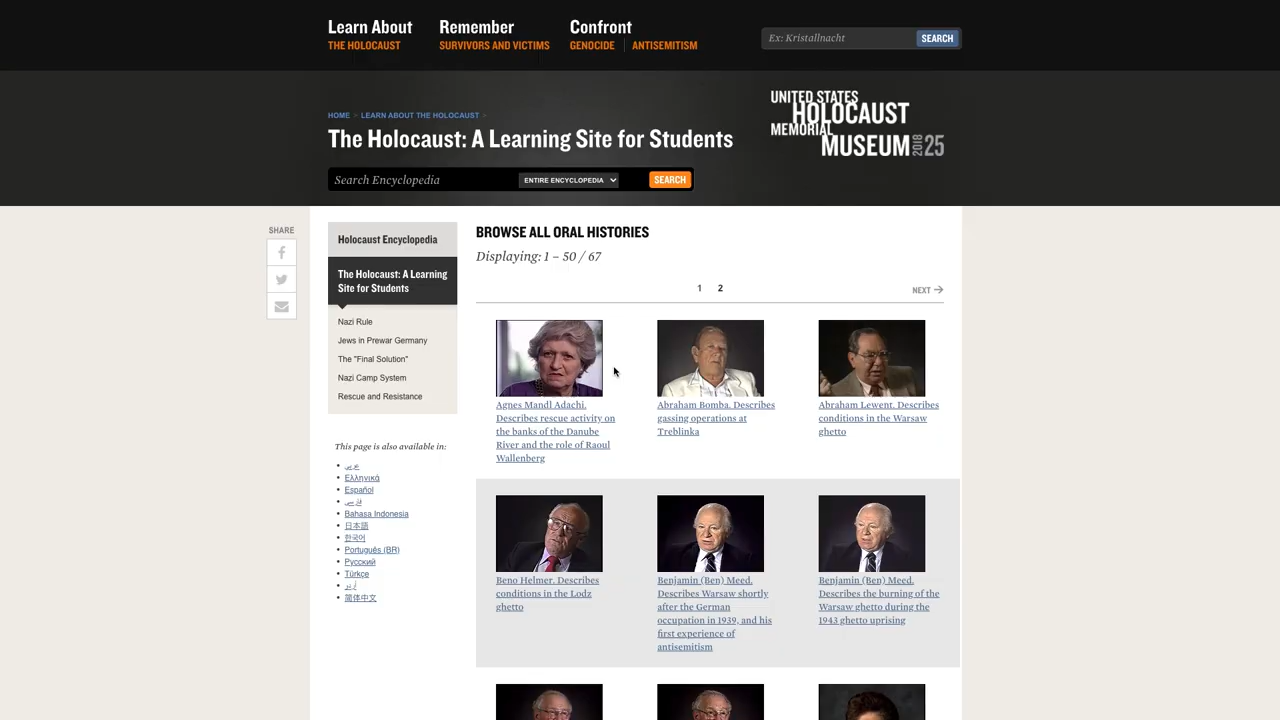 Learn About
THE HOLOCAUST
Remember
SURVIVORS AND VICTIMS
Confront
GENOCIDE
ANTISEMITISM
Ex: Kristallnacht
SEARCH
HOME > LEARN ABOUT THE HOLOCAUST >
The Holocaust: A Learning Site for Students
UNITED STATES
HOLOCAUST
MEMORIAL
MUSEUM 2018 25
Search Encyclopedia
ENTIRE ENCYCLOPEDIA
SEARCH
SHARE
Holocaust Encyclopedia
The Holocaust: A Learning
Site for Students
Nazi Rule
Jews in Prewar Germany
The "Final Solution"
Nazi Camp System
Rescue and Resistance
This page is also available in:
• عربي
• Ελληνικά
• Español
• فارسی
• Bahasa Indonesia
• 日本語
• 한국어
• Português (BR)
• Русский
• Türkçe
• اُردو
• 简体中文
BROWSE ALL ORAL HISTORIES
Displaying: 1 – 50 / 67
1 2
NEXT →
Agnes Mandl Adachi.
Describes rescue activity on
the banks of the Danube
River and the role of Raoul
Wallenberg
Abraham Bomba. Describes
gassing operations at
Treblinka
Abraham Lewent. Describes
conditions in the Warsaw
ghetto
Beno Helmer. Describes
conditions in the Lodz
ghetto
Benjamin (Ben) Meed.
Describes Warsaw shortly
after the German
occupation in 1939, and his
first experience of
antisemitism
Benjamin (Ben) Meed.
Describes the burning of the
Warsaw ghetto during the
1943 ghetto uprising